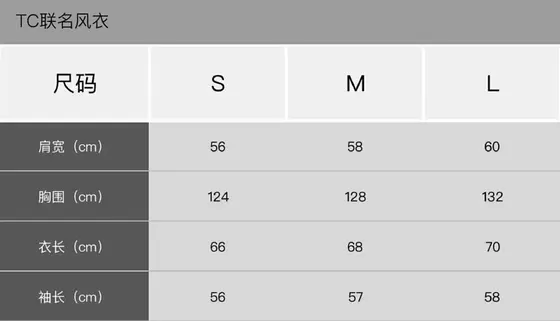 TC联名风衣
尺码 S M L
肩宽（cm） 56 58 60
胸围（cm） 124 128 132
衣长（cm） 66 68 70
袖长（cm） 56 57 58